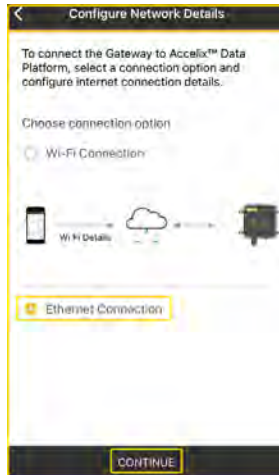 Configure Network Details
To connect the Gateway to Accelix™ Data
Platform, select a connection option and
configure internet connection details.
Choose connection option
Wi-Fi Connection
Wi Fi Details
Ethernet Connection
CONTINUE